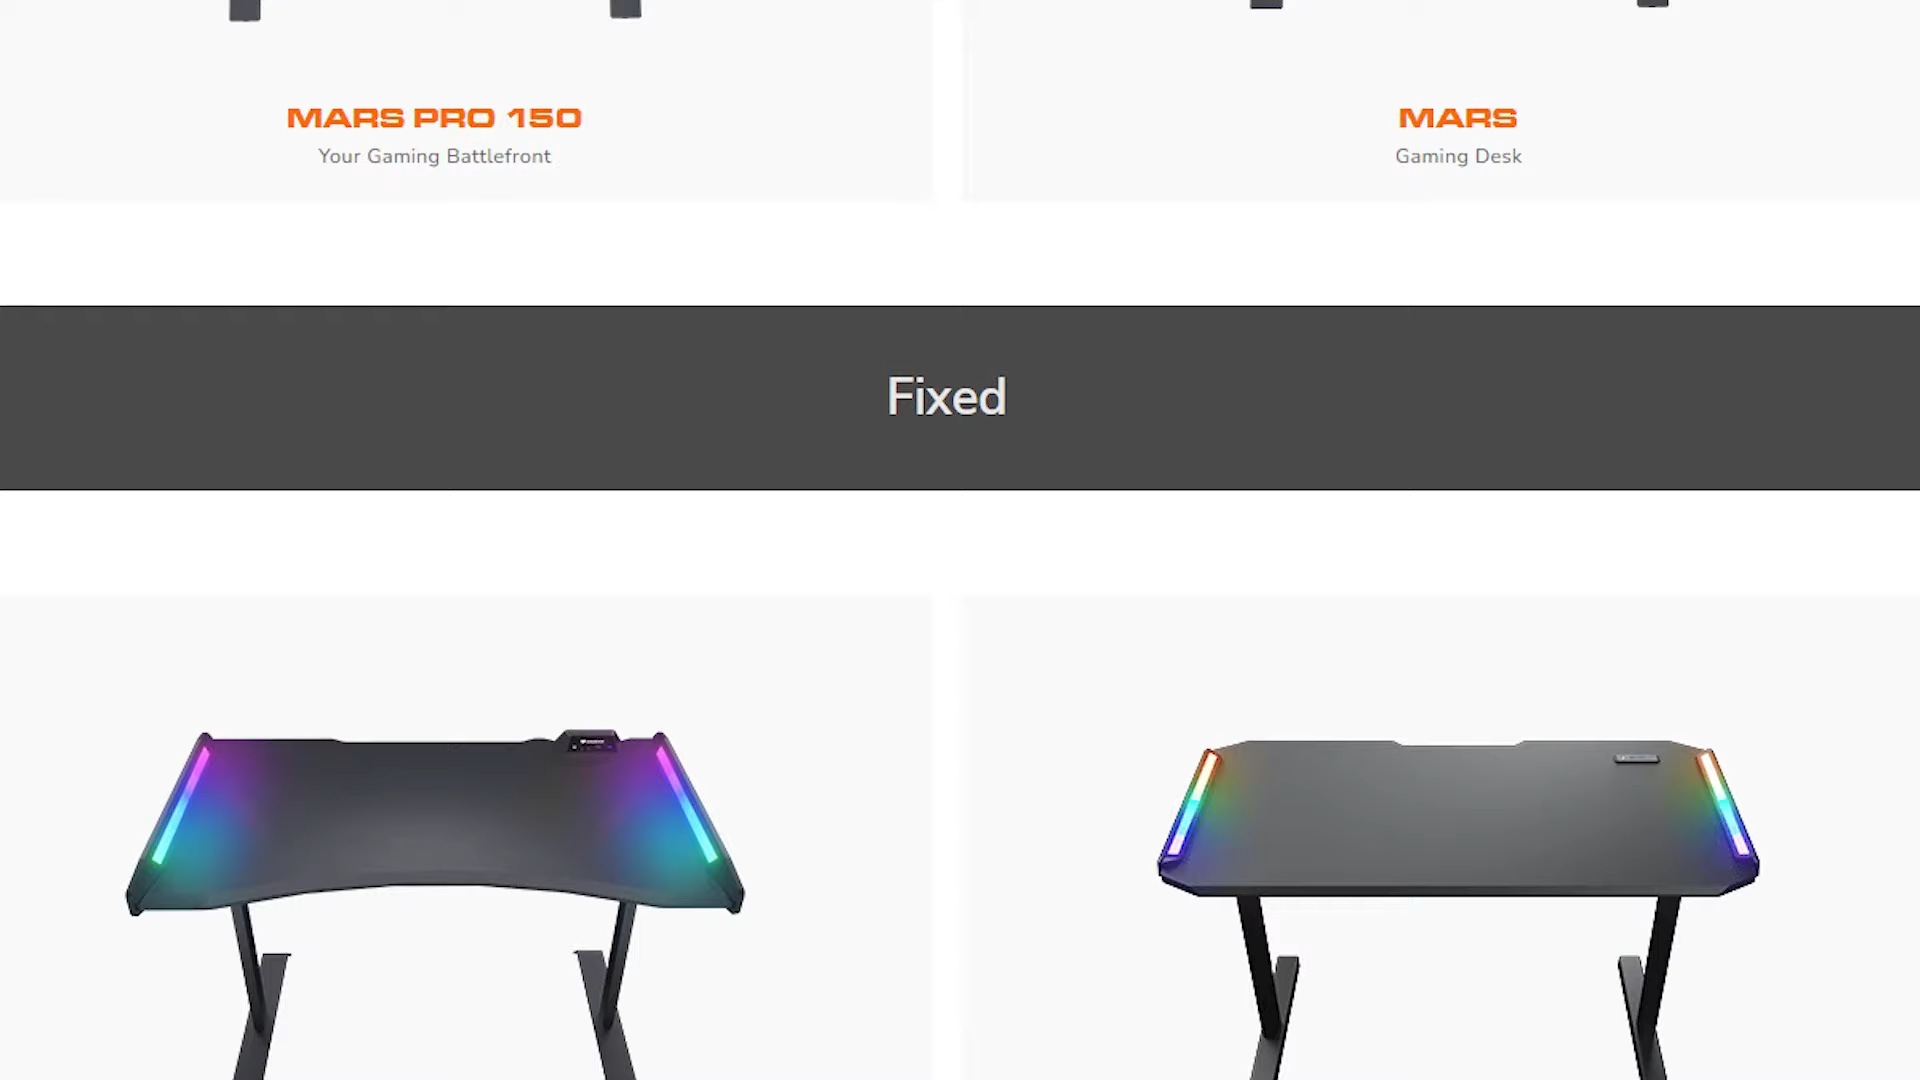 MARS PRO 150
Your Gaming Battlefront
MARS
Gaming Desk
Fixed